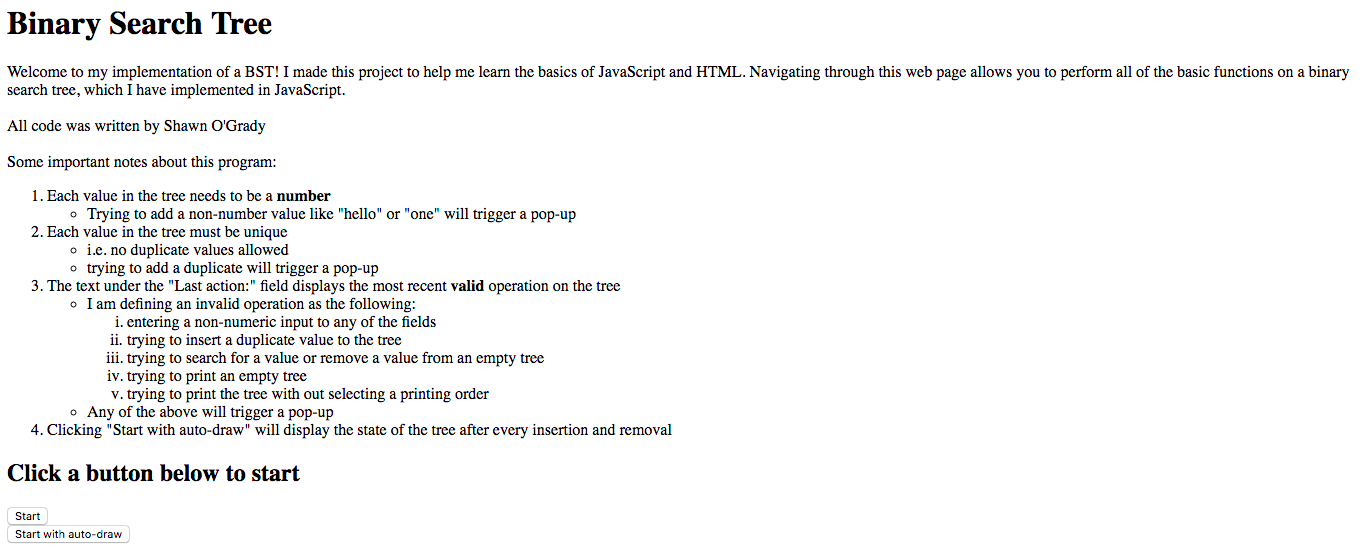 Binary Search Tree
Welcome to my implementation of a BST! I made this project to help me learn the basics of JavaScript and HTML. Navigating through this web page allows you to perform all of the basic functions on a binary
search tree, which I have implemented in JavaScript.
All code was written by Shawn O'Grady
Some important notes about this program:
1. Each value in the tree needs to be a number
◦ Trying to add a non-number value like "hello" or "one" will trigger a pop-up
2. Each value in the tree must be unique
◦ i.e. no duplicate values allowed
◦ trying to add a duplicate will trigger a pop-up
3. The text under the "Last action:" field displays the most recent valid operation on the tree
◦ I am defining an invalid operation as the following:
i. entering a non-numeric input to any of the fields
ii. trying to insert a duplicate value to the tree
iii. trying to search for a value or remove a value from an empty tree
iv. trying to print an empty tree
v. trying to print the tree with out selecting a printing order
◦ Any of the above will trigger a pop-up
4. Clicking "Start with auto-draw" will display the state of the tree after every insertion and removal
Click a button below to start
Start
Start with auto-draw